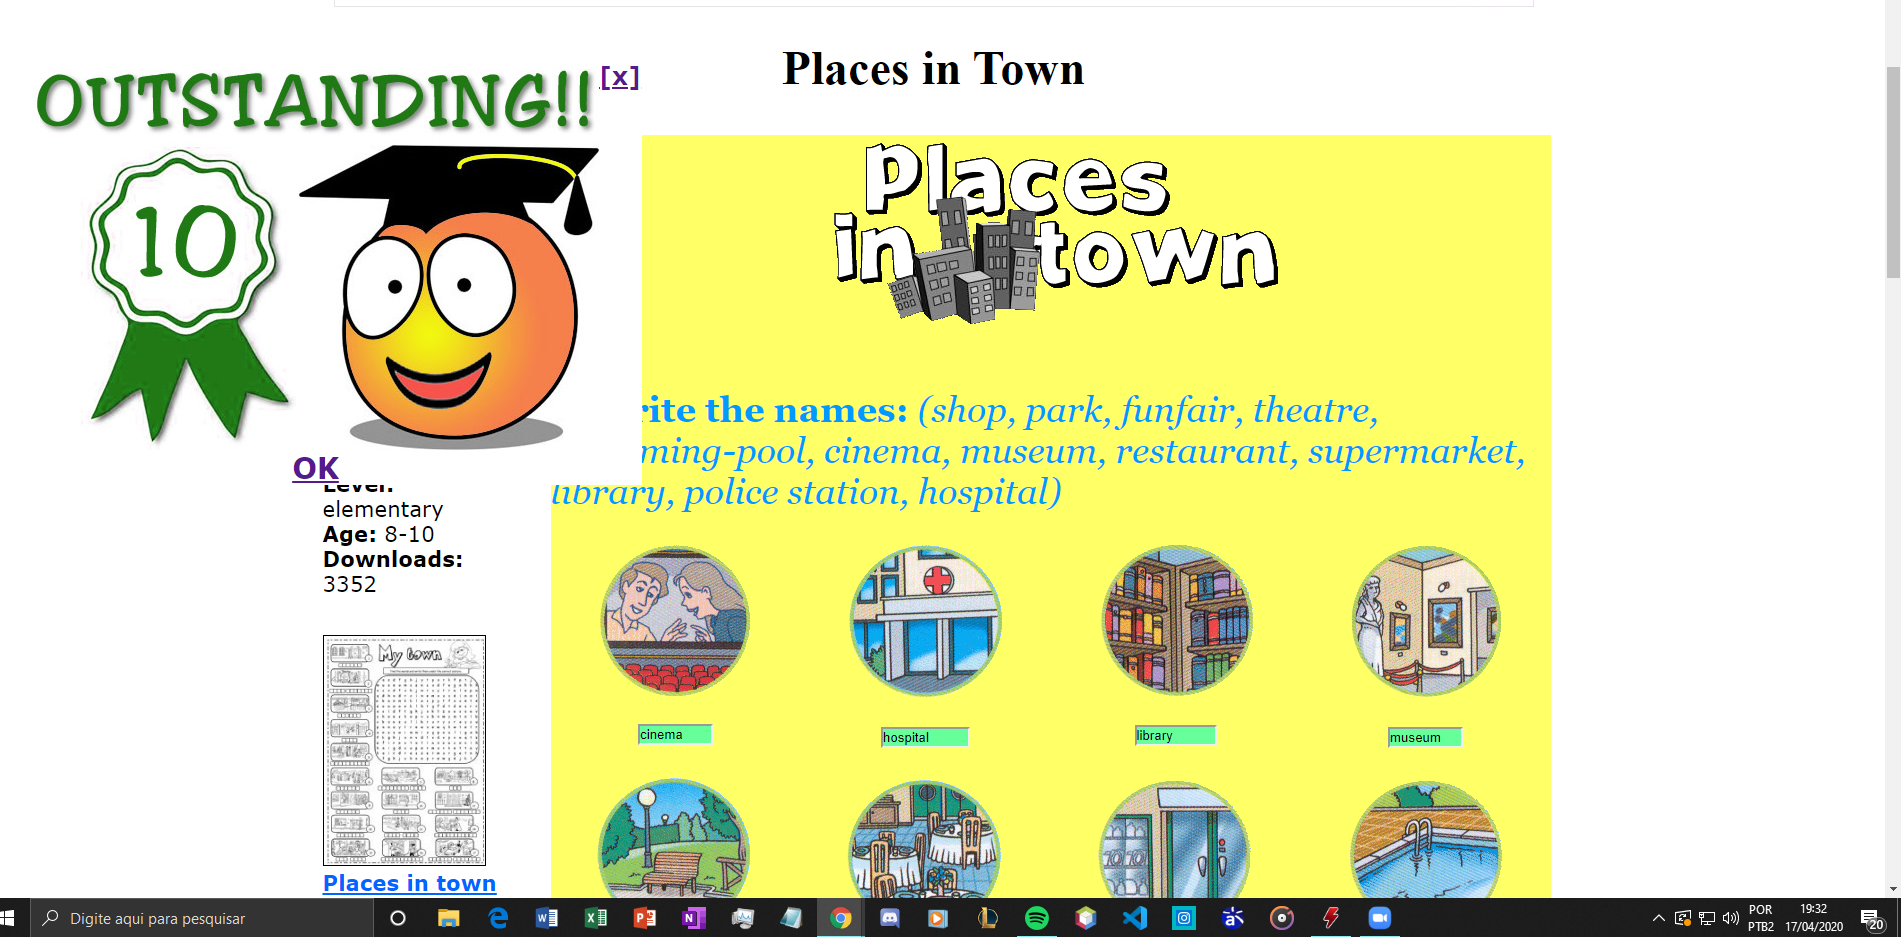 Places in Town
OUTSTANDING!! [x]
10
OK
Places
in town
rite the names: (shop, park, funfair, theatre,
ming-pool, cinema, museum, restaurant, supermarket,
library, police station, hospital)
Level:
elementary
Age: 8-10
Downloads:
3352
My town
Places in town
cinema
hospital
library
museum
Digite aqui para pesquisar
POR
PTB2
19:32
17/04/2020
20